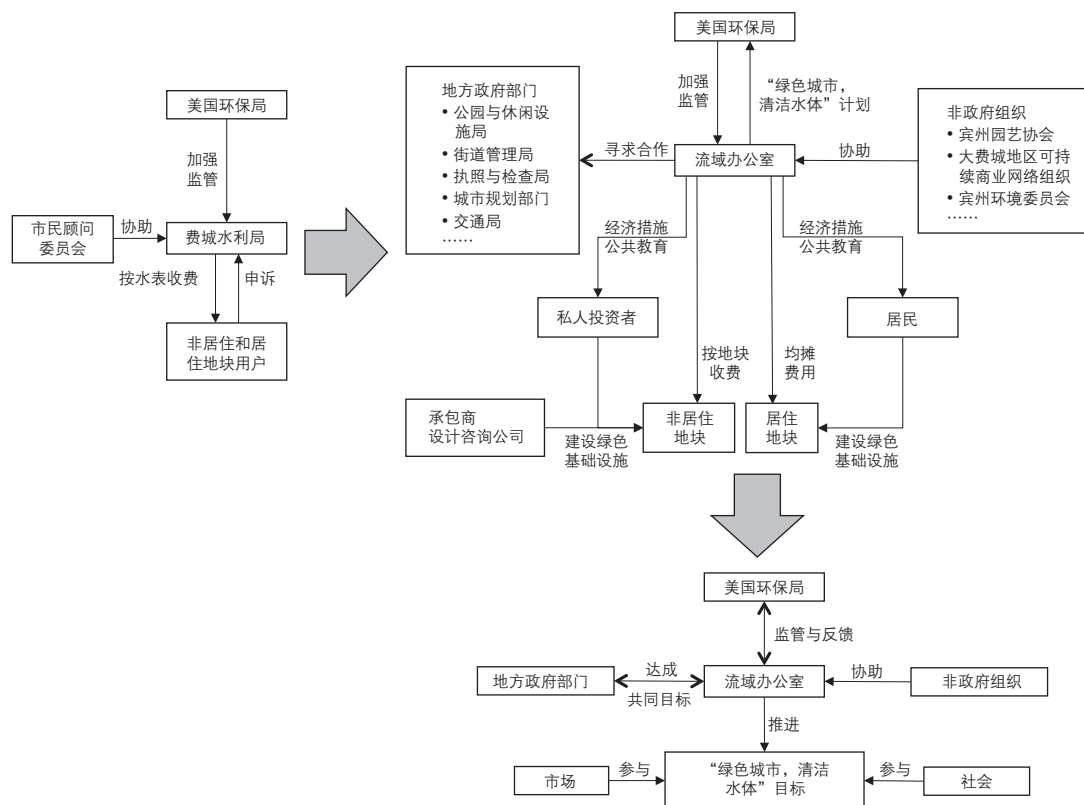 美国环保局
加强
监管
市民顾问
委员会
协助
费城水利局
按水表收费
申诉
非居住和居
住地块用户
美国环保局
加强
监管
“绿色城市，
清洁水体”计划
地方政府部门
• 公园与休闲设
施局
• 街道管理局
• 执照与检查局
• 城市规划部门
• 交通局
……
寻求合作
流域办公室
协助
非政府组织
• 宾州园艺协会
• 大费城地区可持
续商业网络组织
• 宾州环境委员会
……
经济措施
公共教育
经济措施
公共教育
私人投资者
居民
按地块
收费
均摊
费用
承包商
设计咨询公司
建设绿色
基础设施
非居住
地块
居住
地块
建设绿色
基础设施
美国环保局
监管与反馈
地方政府部门
达成
共同目标
流域办公室
协助
非政府组织
推进
市场
参与
“绿色城市，清洁
水体”目标
参与
社会